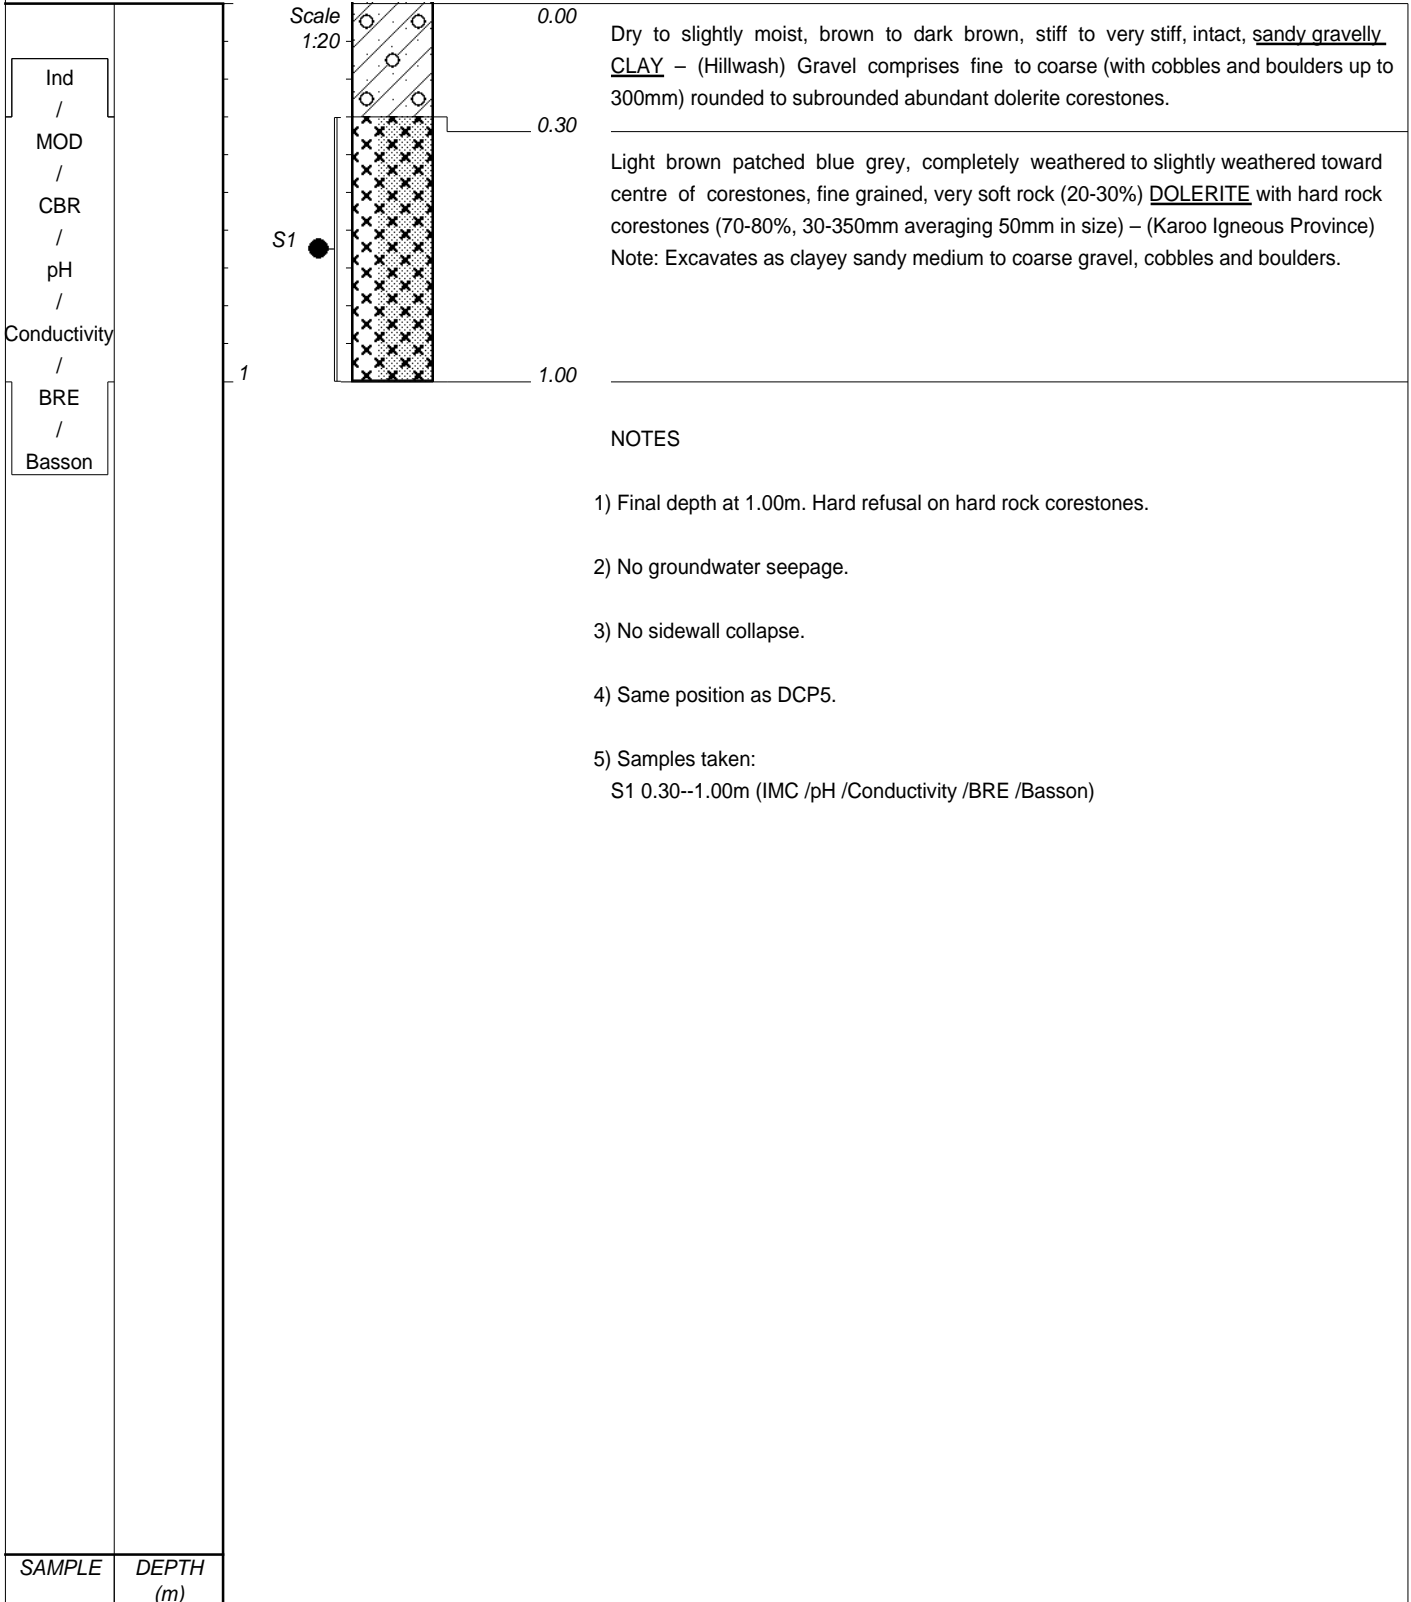 Scale
1:20
0.00
Dry to slightly moist, brown to dark brown, stiff to very stiff, intact, sandy gravelly
CLAY – (Hillwash) Gravel comprises fine to coarse (with cobbles and boulders up to
300mm) rounded to subrounded abundant dolerite corestones.
0.30
Light brown patched blue grey, completely weathered to slightly weathered toward
centre of corestones, fine grained, very soft rock (20-30%) DOLERITE with hard rock
corestones (70-80%, 30-350mm averaging 50mm in size) – (Karoo Igneous Province)
Note: Excavates as clayey sandy medium to coarse gravel, cobbles and boulders.
Ind
/
MOD
/
CBR
/
pH
/
Conductivity
/
BRE
/
Basson
S1
1
1.00
NOTES
1) Final depth at 1.00m. Hard refusal on hard rock corestones.
2) No groundwater seepage.
3) No sidewall collapse.
4) Same position as DCP5.
5) Samples taken:
S1 0.30--1.00m (IMC /pH /Conductivity /BRE /Basson)
SAMPLE
DEPTH
(m)